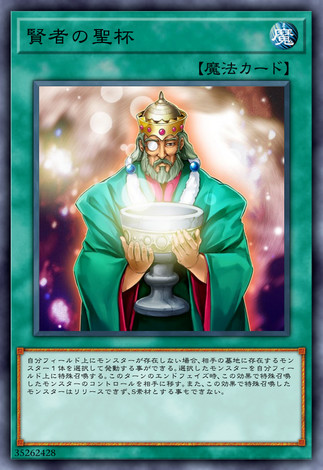 賢者の聖杯
魔
【魔法カード】
自分フィールド上にモンスターが存在しない場合、相手の墓地に存在するモン
スター１体を選択して発動する事ができる。選択したモンスターを自分フィール
ド上に特殊召喚する。このターンのエンドフェイズ時、この効果で特殊召喚
したモンスターのコントロールを相手に移す。また、この効果で特殊召喚し
たモンスターはリリースできず、S素材とする事もできない。
35262428